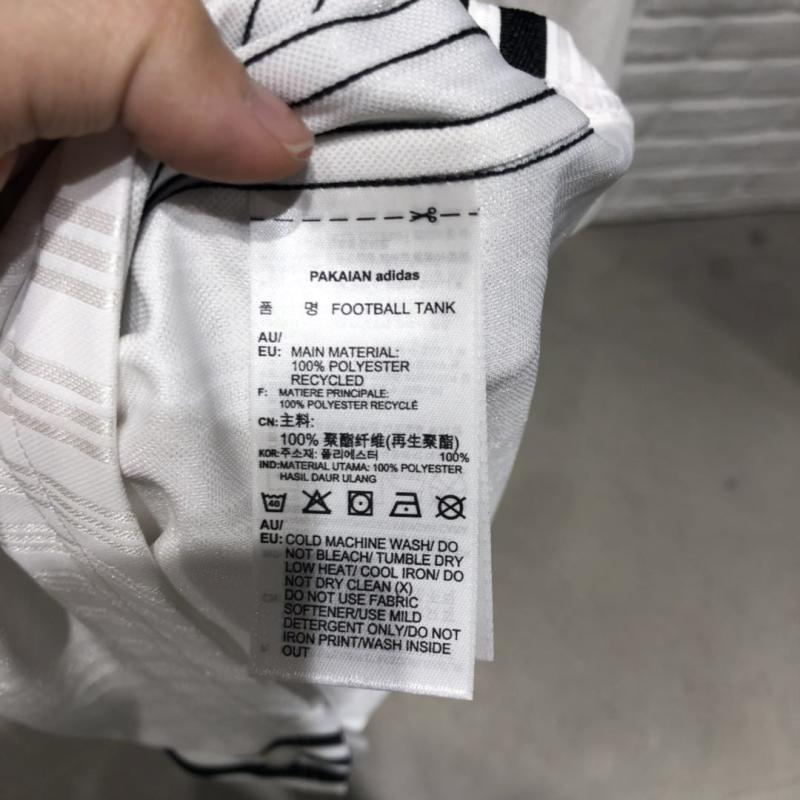 PAKAIAN adidas
품 명 FOOTBALL TANK
AU/
EU: MAIN MATERIAL:
100% POLYESTER
RECYCLED
F: MATIERE PRINCIPALE:
100% POLYESTER RECYCLÉ
CN: 主料:
100% 聚酯纤维(再生聚酯)
KOR: 주소재: 폴리에스터 100%
IND: MATERIAL UTAMA: 100% POLYESTER
HASIL DAUR ULANG
40
AU/
EU: COLD MACHINE WASH/ DO
NOT BLEACH/ TUMBLE DRY
LOW HEAT/ COOL IRON/ DO
NOT DRY CLEAN (X)
DO NOT USE FABRIC
SOFTENER/USE MILD
DETERGENT ONLY/DO NOT
IRON PRINT/WASH INSIDE
OUT